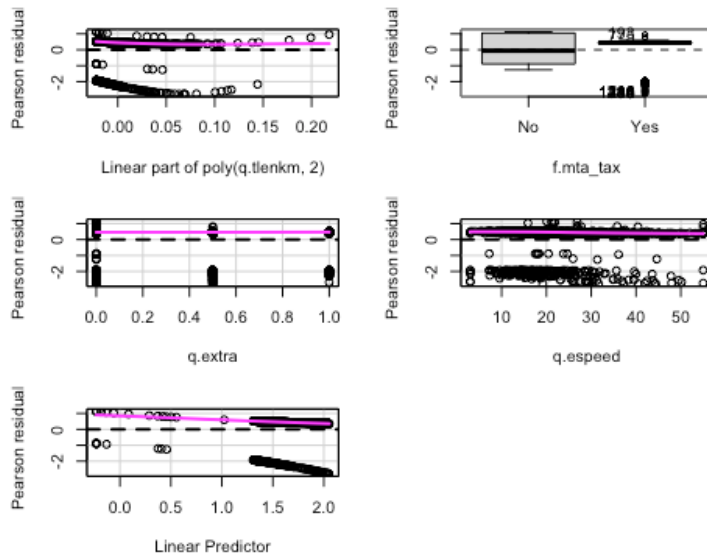 Pearson residual
0
-2
0.00 0.05 0.10 0.15 0.20
Linear part of poly(q.tlenkm, 2)
Pearson residual
0
-2
No Yes
f.mta_tax
Pearson residual
0
-2
0.0 0.2 0.4 0.6 0.8 1.0
q.extra
Pearson residual
0
-2
10 20 30 40 50
q.espeed
Pearson residual
0
-2
0.0 0.5 1.0 1.5 2.0
Linear Predictor